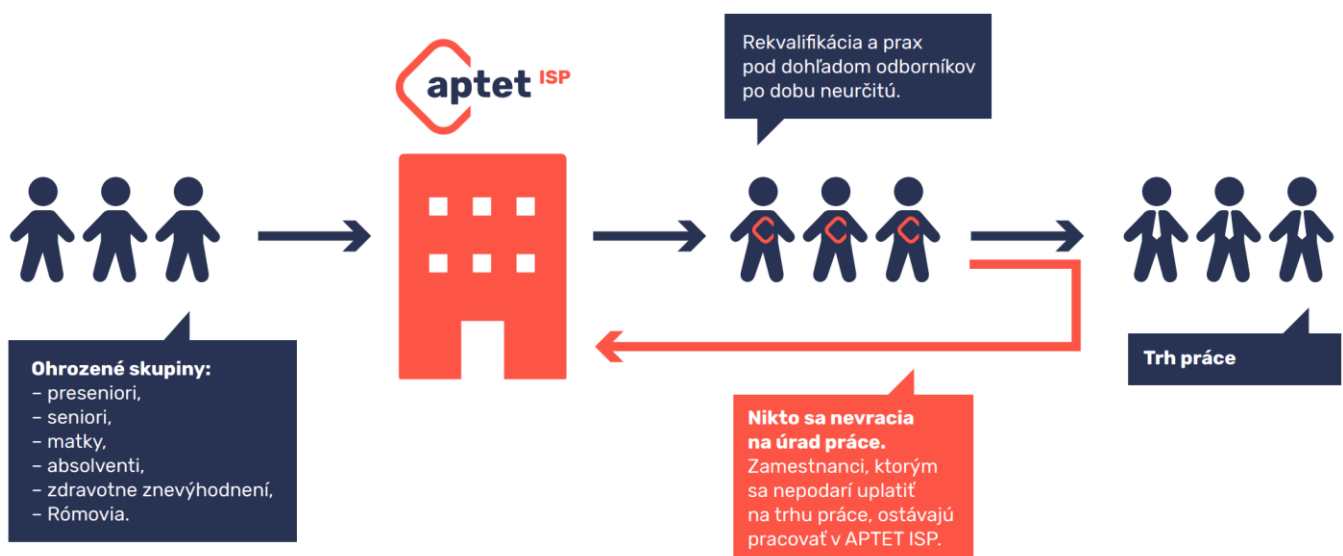 aptet ISP
Rekvalifikácia a prax
pod dohľadom odborníkov
po dobu neurčitú.
Ohrozené skupiny:
– preseniori,
– seniori,
– matky,
– absolventi,
– zdravotne znevýhodnení,
– Rómovia.
Nikto sa nevracia
na úrad práce.
Zamestnanci, ktorým
sa nepodarí uplatiť
na trhu práce, ostávajú
pracovať v APTET ISP.
Trh práce